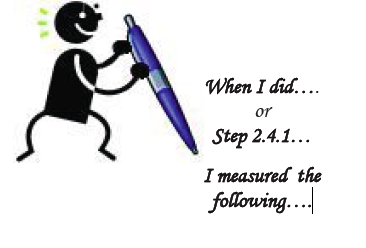 When I did….
or
Step 2.4.1…
I measured the
following….